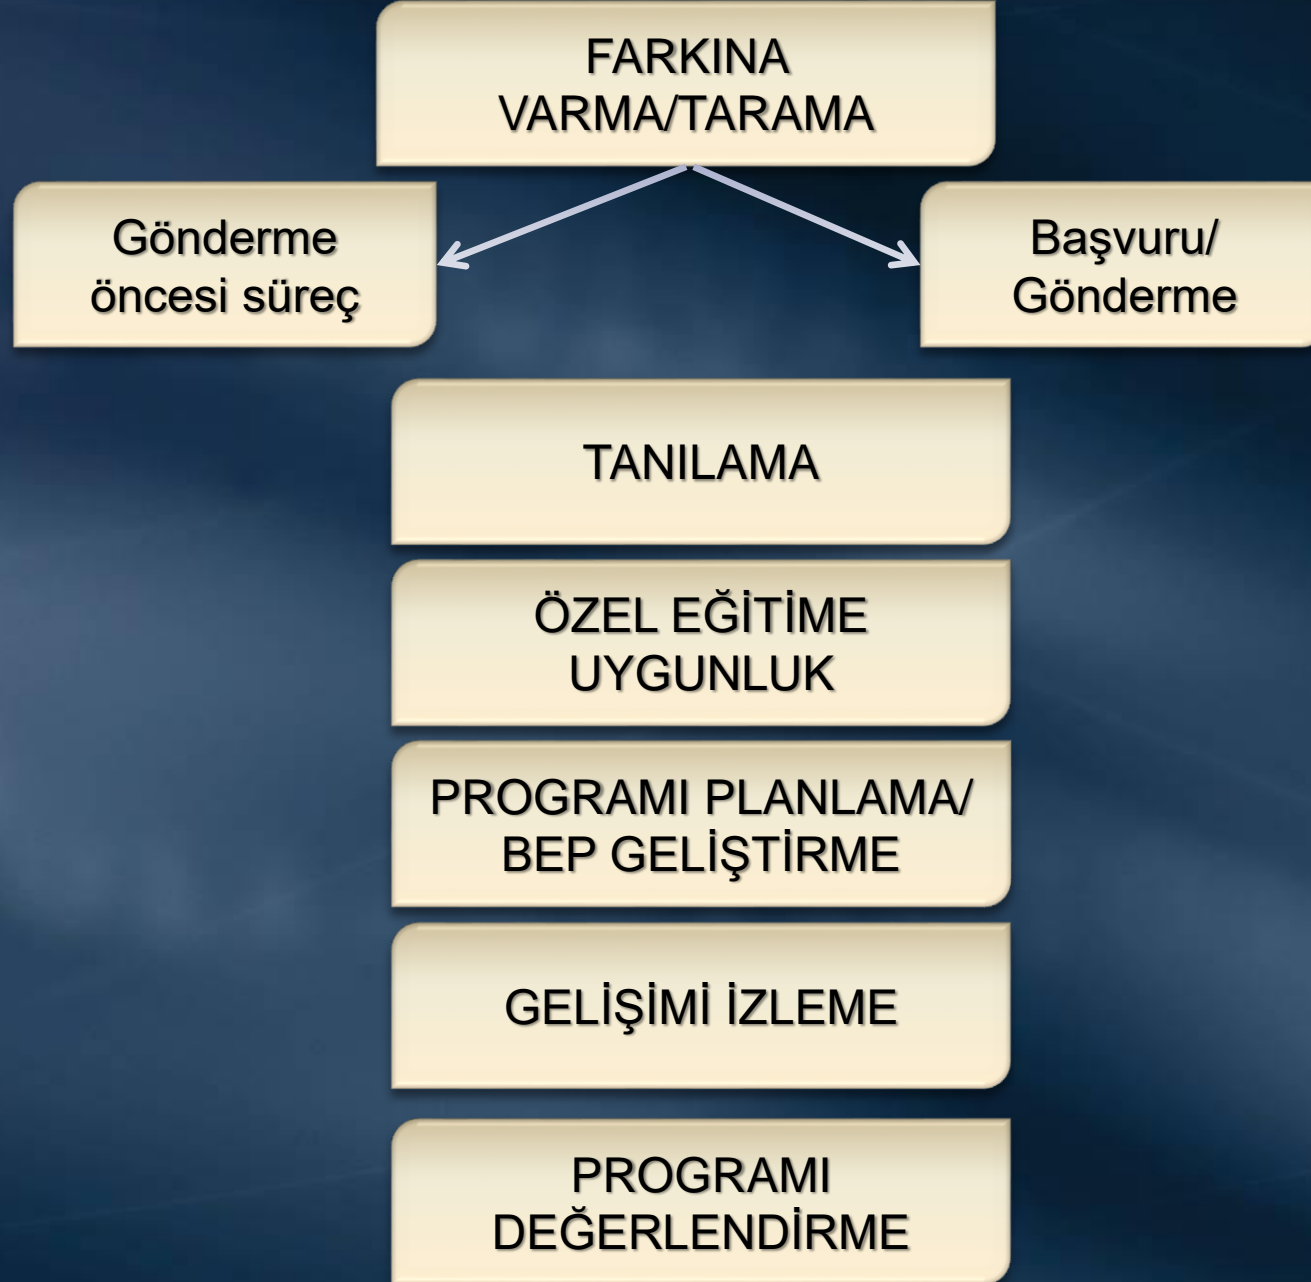 FARKINA
VARMA/TARAMA
Gönderme
öncesi süreç
Başvuru/
Gönderme
TANILAMA
ÖZEL EĞİTİME
UYGUNLUK
PROGRAMI PLANLAMA/
BEP GELİŞTİRME
GELİŞİMİ İZLEME
PROGRAMI
DEĞERLENDİRME